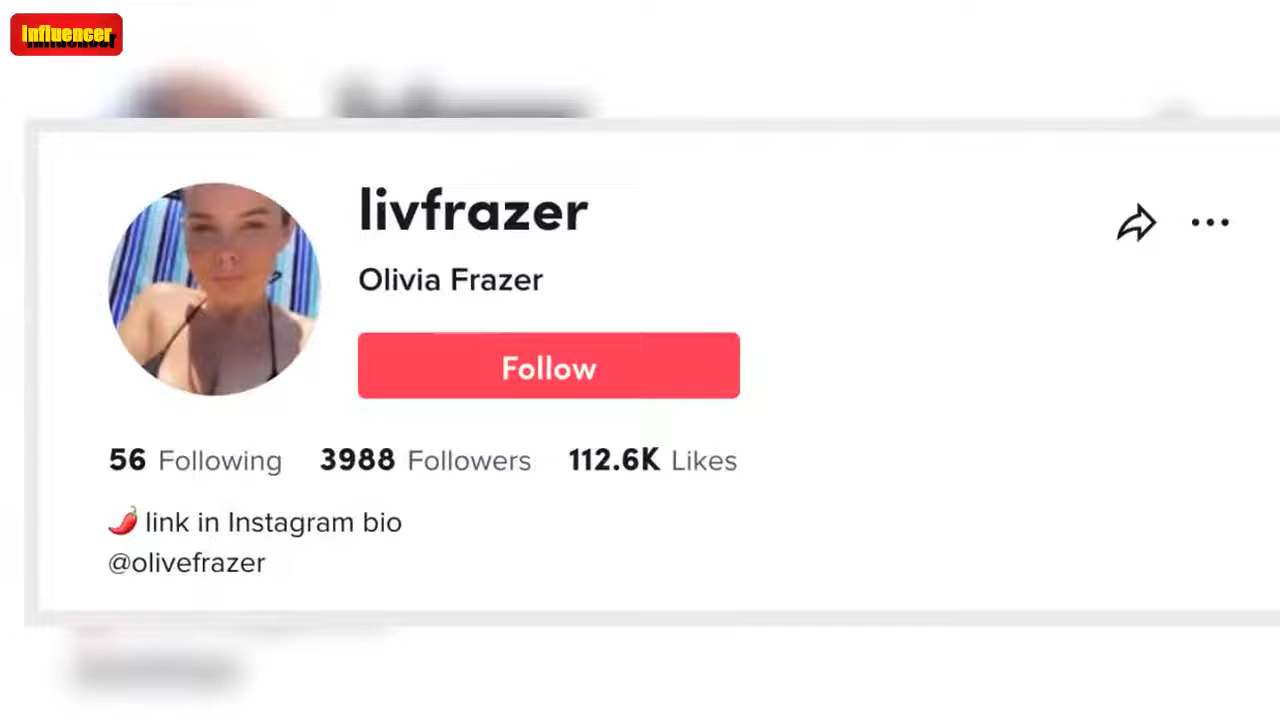 Influencer
livfrazer
Olivia Frazer
Follow
56 Following 3988 Followers 112.6K Likes
🌶️ link in Instagram bio
@olivefrazer